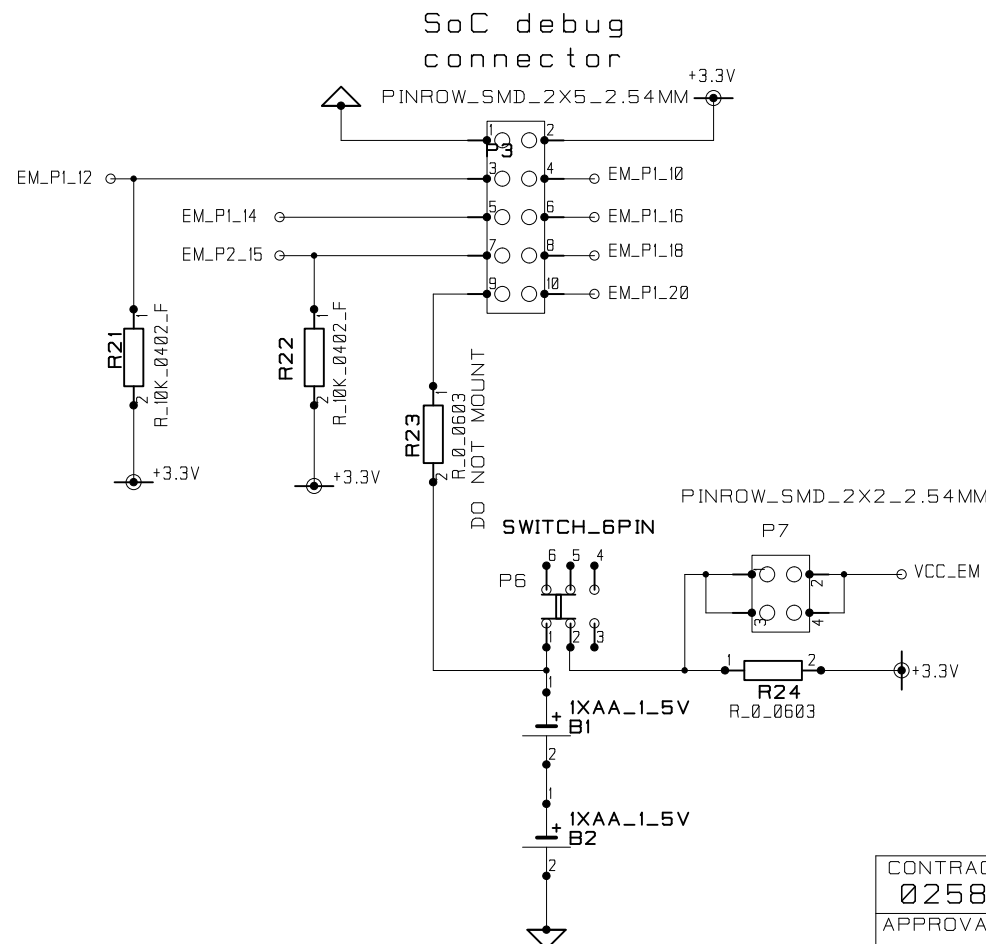 SoC debug
connector
+3.3V
PINROW_SMD_2X5_2.54MM
1 2
P3
EM_P1_12 3 4 EM_P1_10
EM_P1_14 5 6 EM_P1_16
EM_P2_15 7 8 EM_P1_18
9 10 EM_P1_20
R21
1
2
R_10K_0402_F
+3.3V
R22
1
2
R_10K_0402_F
+3.3V
R23
1
2
R_0_0603
DO NOT MOUNT
PINROW_SMD_2X2_2.54MM
SWITCH_6PIN
P7
6 5 4
P6
1 2 VCC_EM
3 4
1 2 3
1 2 +3.3V
R24
R_0_0603
1
1XAA_1_5V
+
B1
2
1
1XAA_1_5V
+
B2
2
CONTRAC
0258
APPROVA